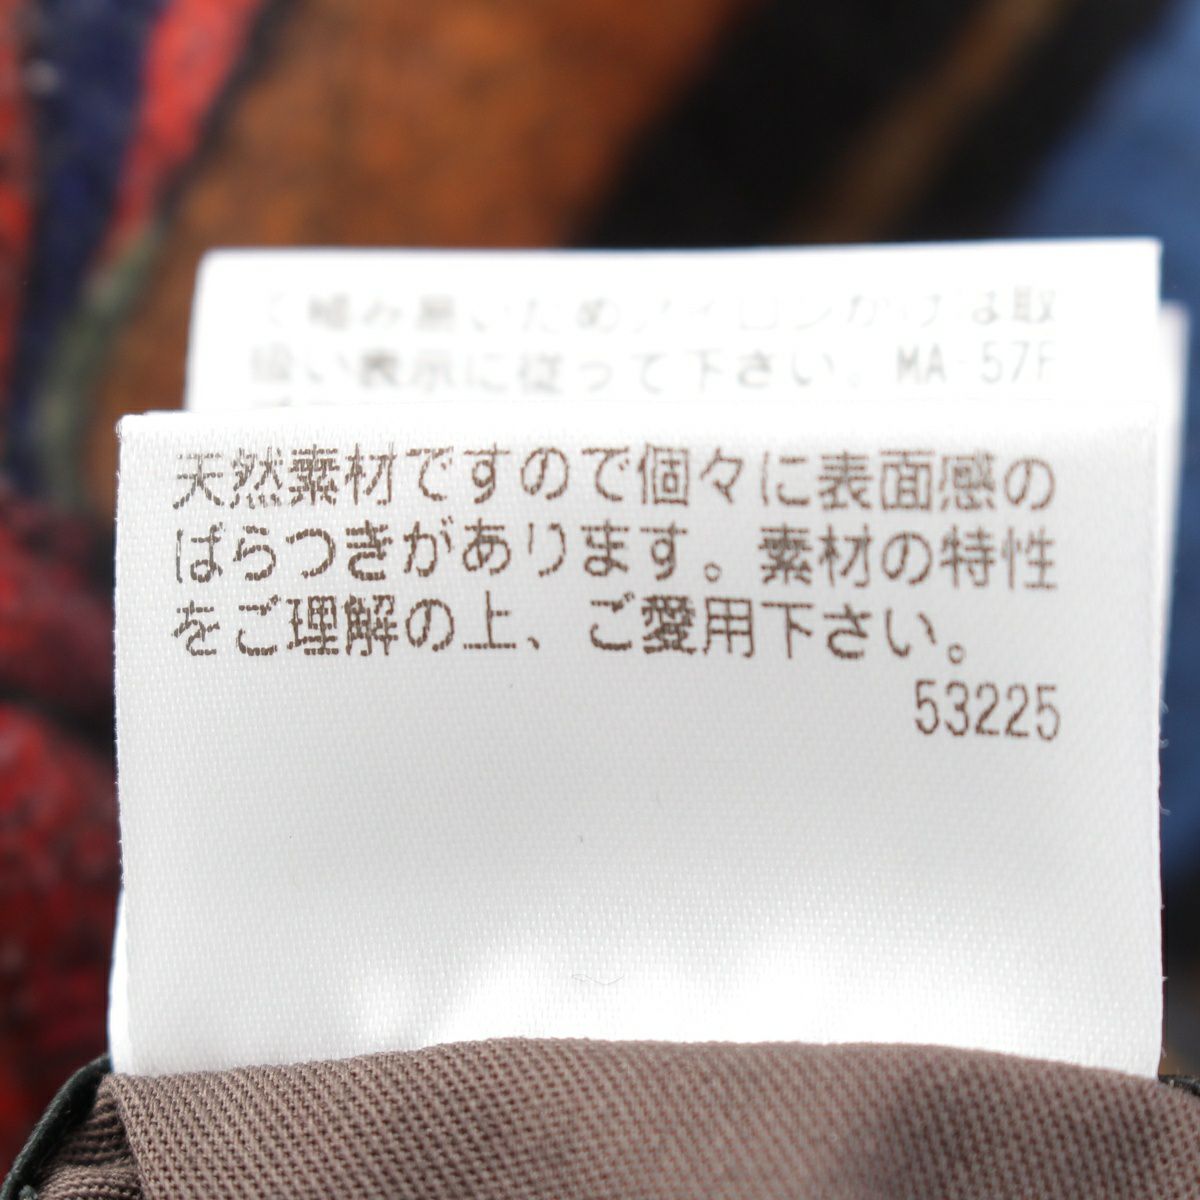 縮み易いためアイロンかけは取
扱い表示に従って下さい。MA-57F
天然素材ですので個々に表面感の
ばらつきがあります。素材の特性
をご理解の上、ご愛用下さい。
53225